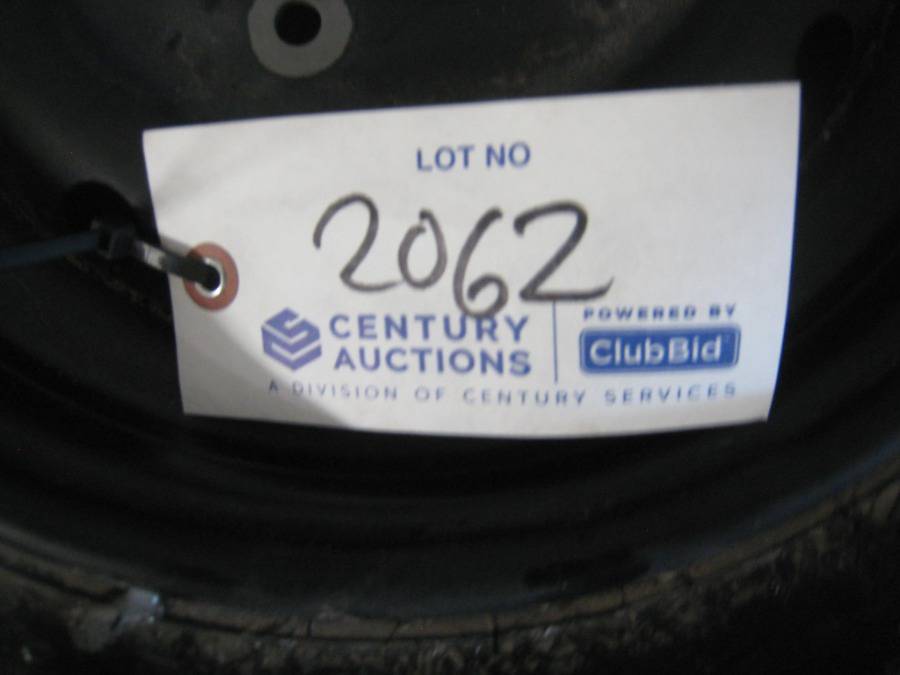 LOT NO
2062
CENTURY
AUCTIONS
POWERED BY
ClubBid
A DIVISION OF CENTURY SERVICES